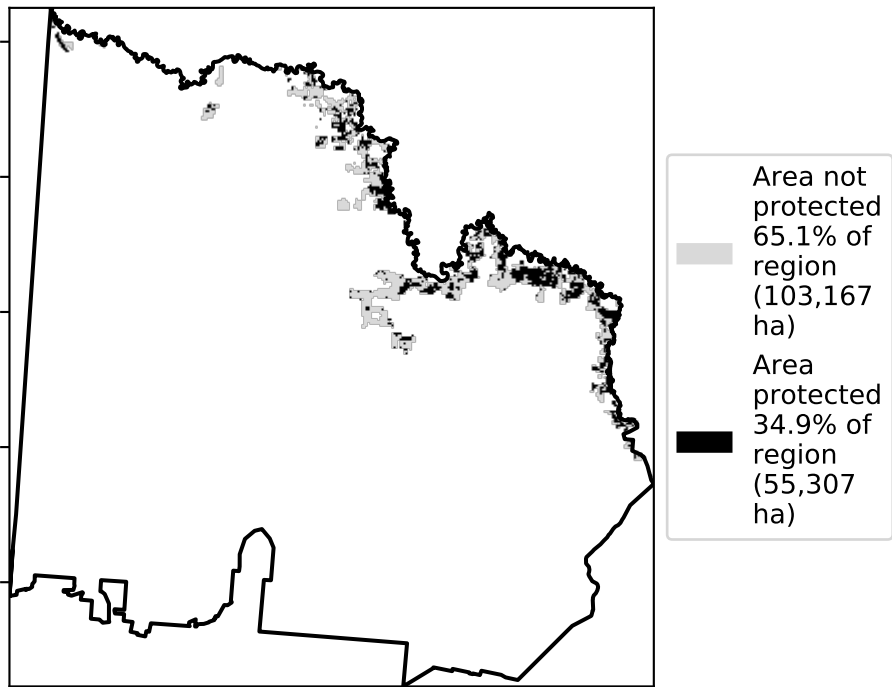 Area not
protected
65.1% of
region
(103,167
ha)
Area
protected
34.9% of
region
(55,307
ha)